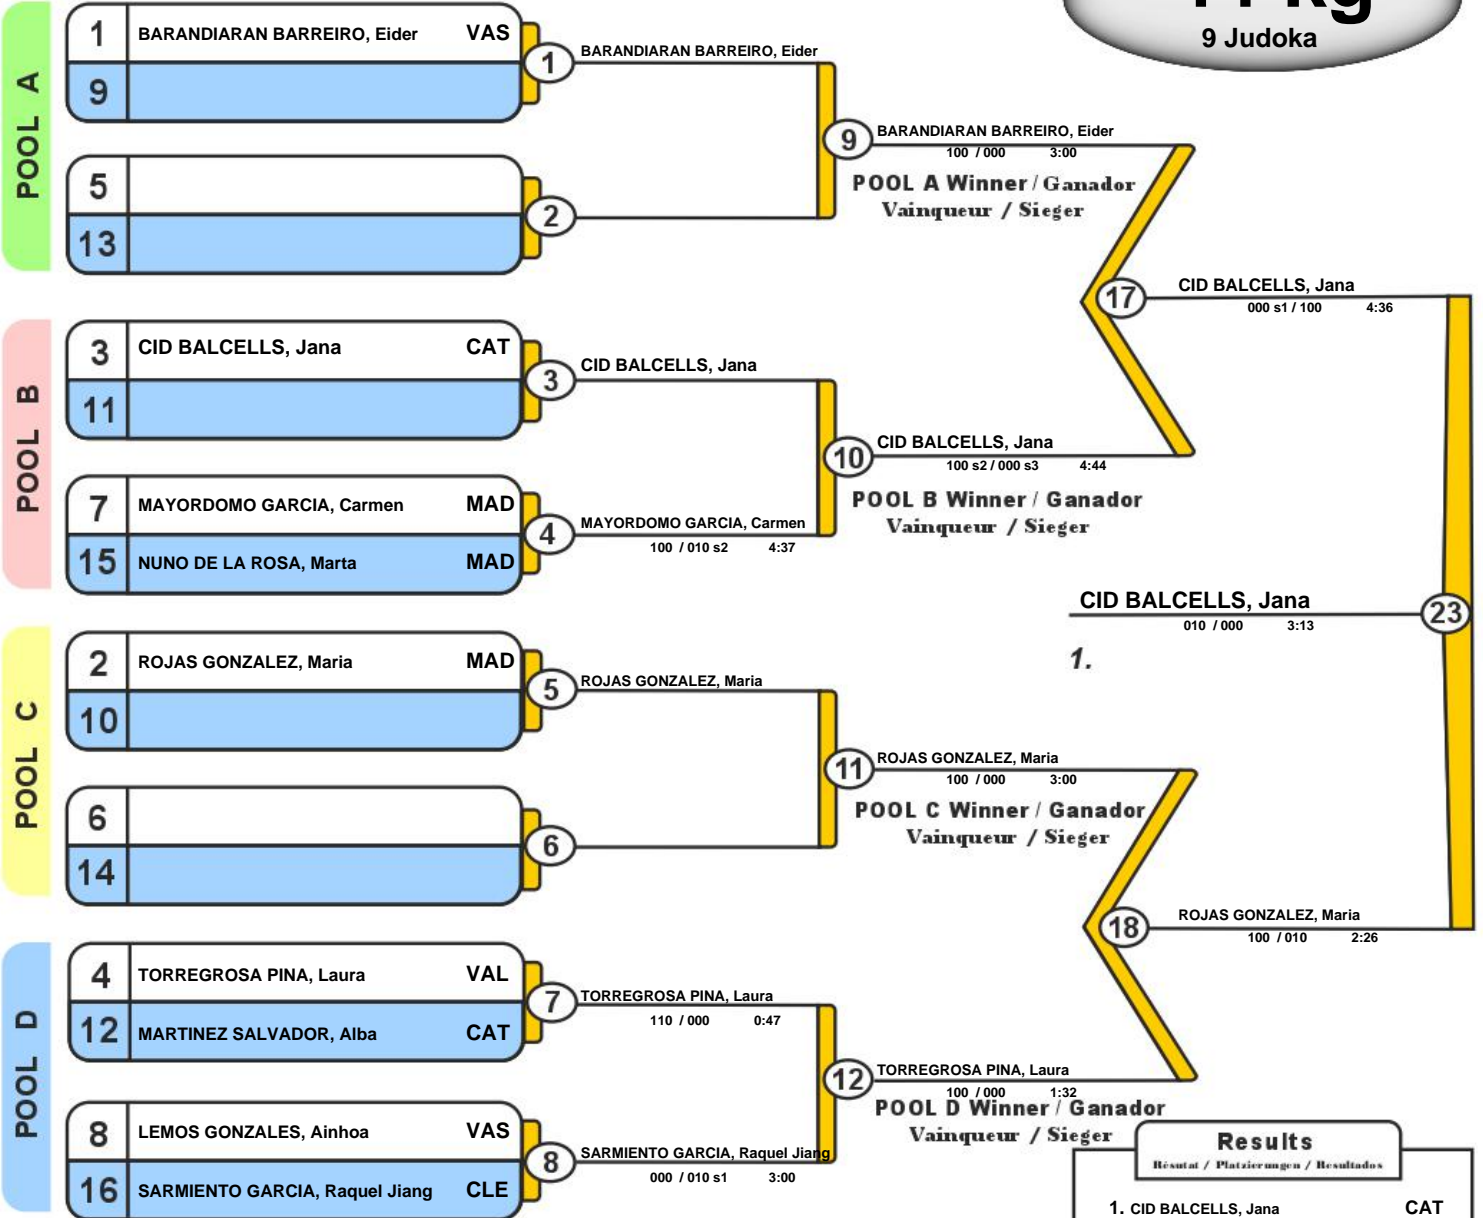 9 Judoka
POOL A
1 BARANDIARAN BARREIRO, Eider VAS
9
5
13
1 BARANDIARAN BARREIRO, Eider
2
9 BARANDIARAN BARREIRO, Eider
100 / 000 3:00
POOL A Winner / Ganador
Vainqueur / Sieger
POOL B
3 CID BALCELLS, Jana CAT
11
7 MAYORDOMO GARCIA, Carmen MAD
15 NUNO DE LA ROSA, Marta MAD
3 CID BALCELLS, Jana
4 MAYORDOMO GARCIA, Carmen
100 / 010 s2 4:37
10 CID BALCELLS, Jana
100 s2 / 000 s3 4:44
POOL B Winner / Ganador
Vainqueur / Sieger
17 CID BALCELLS, Jana
000 s1 / 100 4:36
CID BALCELLS, Jana 23
010 / 000 3:13
1.
POOL C
2 ROJAS GONZALEZ, Maria MAD
10
6
14
5 ROJAS GONZALEZ, Maria
6
11 ROJAS GONZALEZ, Maria
100 / 000 3:00
POOL C Winner / Ganador
Vainqueur / Sieger
18 ROJAS GONZALEZ, Maria
100 / 010 2:26
POOL D
4 TORREGROSA PINA, Laura VAL
12 MARTINEZ SALVADOR, Alba CAT
8 LEMOS GONZALES, Ainhoa VAS
16 SARMIENTO GARCIA, Raquel Jiang CLE
7 TORREGROSA PINA, Laura
110 / 000 0:47
8 SARMIENTO GARCIA, Raquel Jiang
000 / 010 s1 3:00
12 TORREGROSA PINA, Laura
100 / 000 1:32
POOL D Winner / Ganador
Vainqueur / Sieger
Results
Résutat / Platzierungen / Resultados
1. CID BALCELLS, Jana CAT